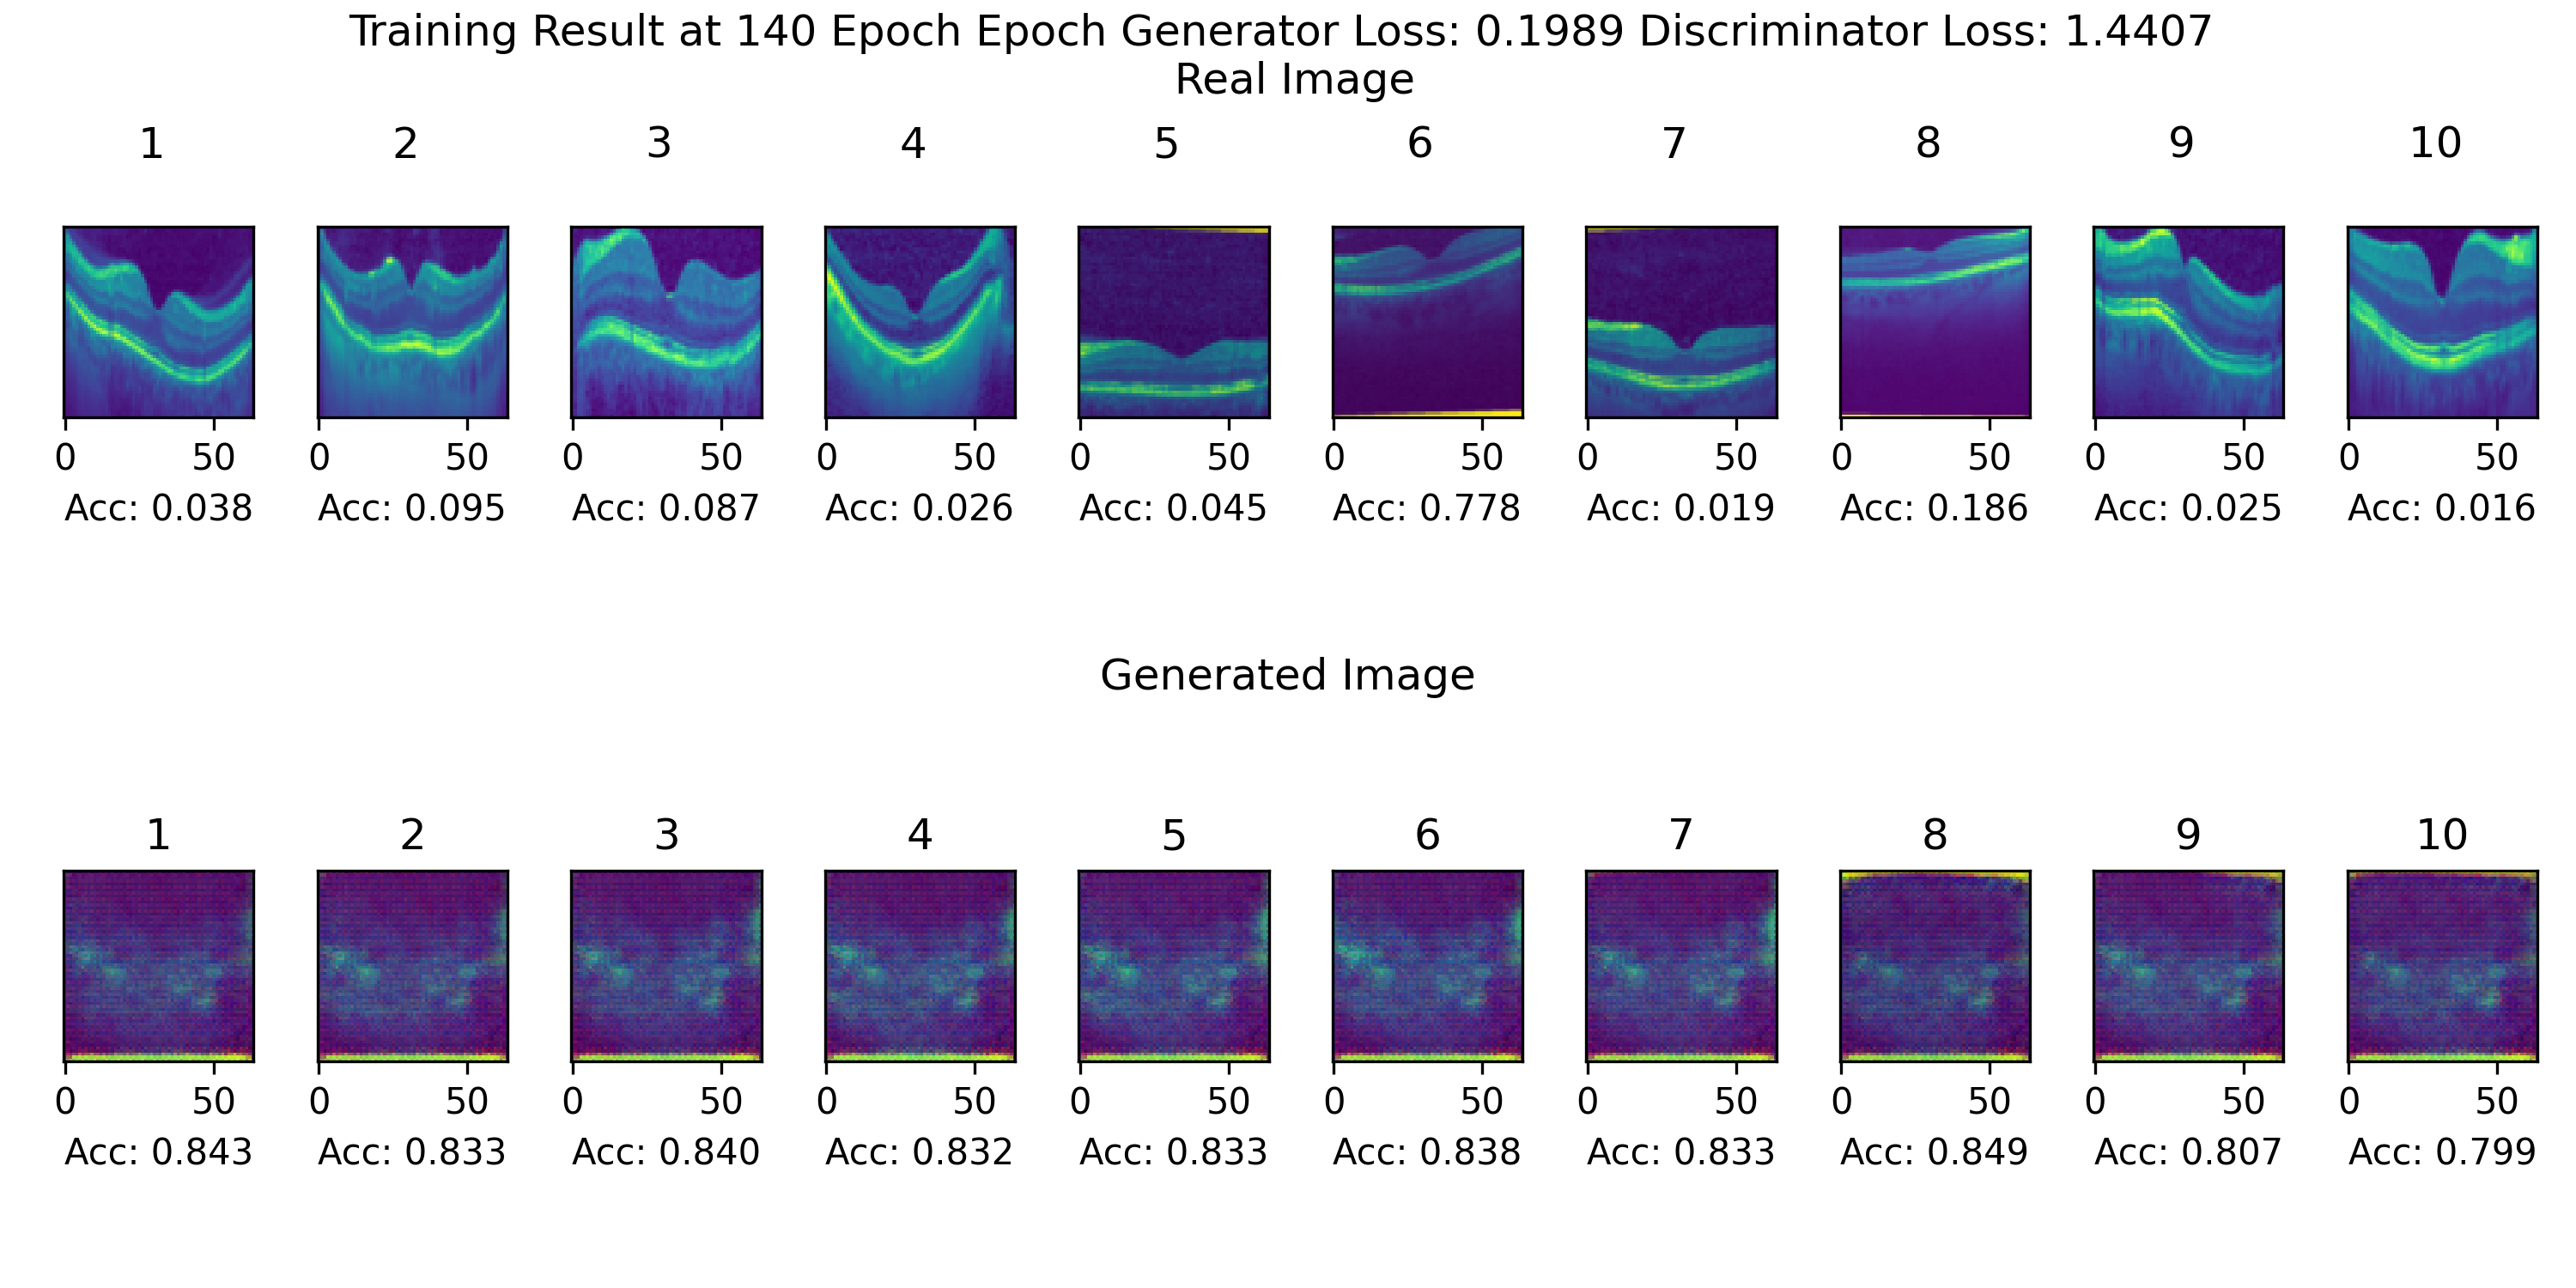 Training Result at 140 Epoch Epoch Generator Loss: 0.1989 Discriminator Loss: 1.4407
Real Image
1 2 3 4 5 6 7 8 9 10
0 50 0 50 0 50 0 50 0 50 0 50 0 50 0 50 0 50 0 50
Acc: 0.038 Acc: 0.095 Acc: 0.087 Acc: 0.026 Acc: 0.045 Acc: 0.778 Acc: 0.019 Acc: 0.186 Acc: 0.025 Acc: 0.016
Generated Image
1 2 3 4 5 6 7 8 9 10
0 50 0 50 0 50 0 50 0 50 0 50 0 50 0 50 0 50 0 50
Acc: 0.843 Acc: 0.833 Acc: 0.840 Acc: 0.832 Acc: 0.833 Acc: 0.838 Acc: 0.833 Acc: 0.849 Acc: 0.807 Acc: 0.799